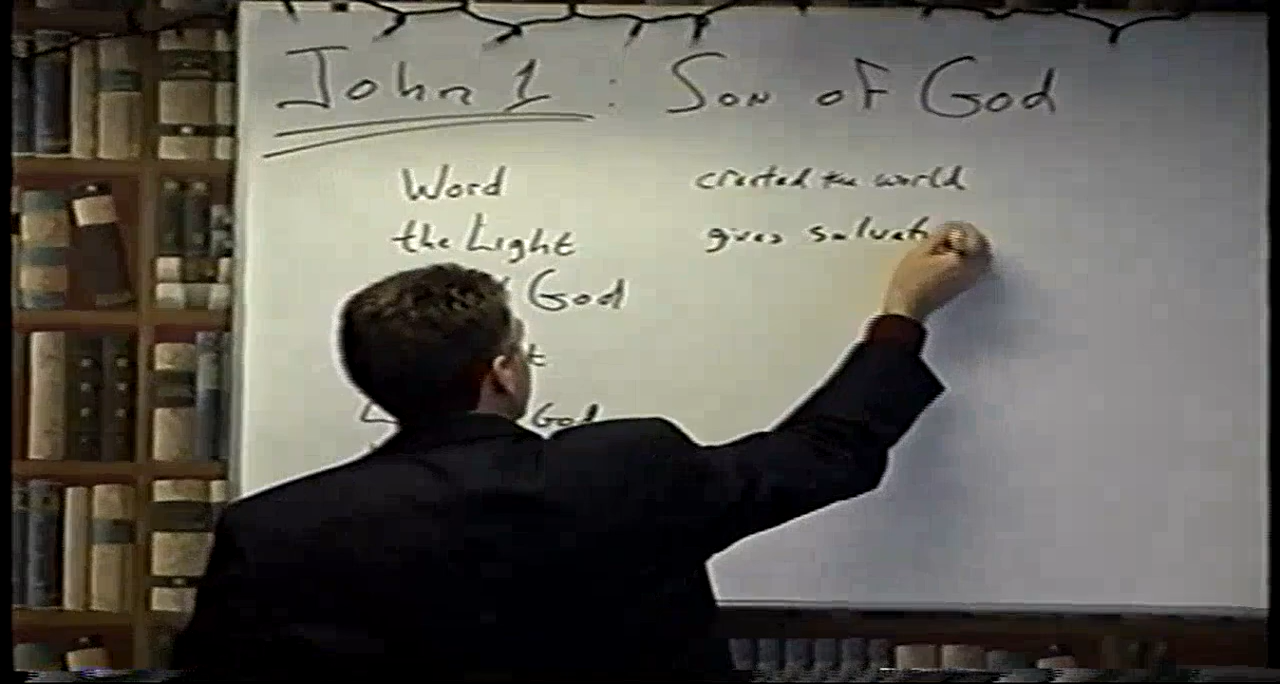 John 1 : Son of God
Word
created the world
the Light
gives salvat
God
God